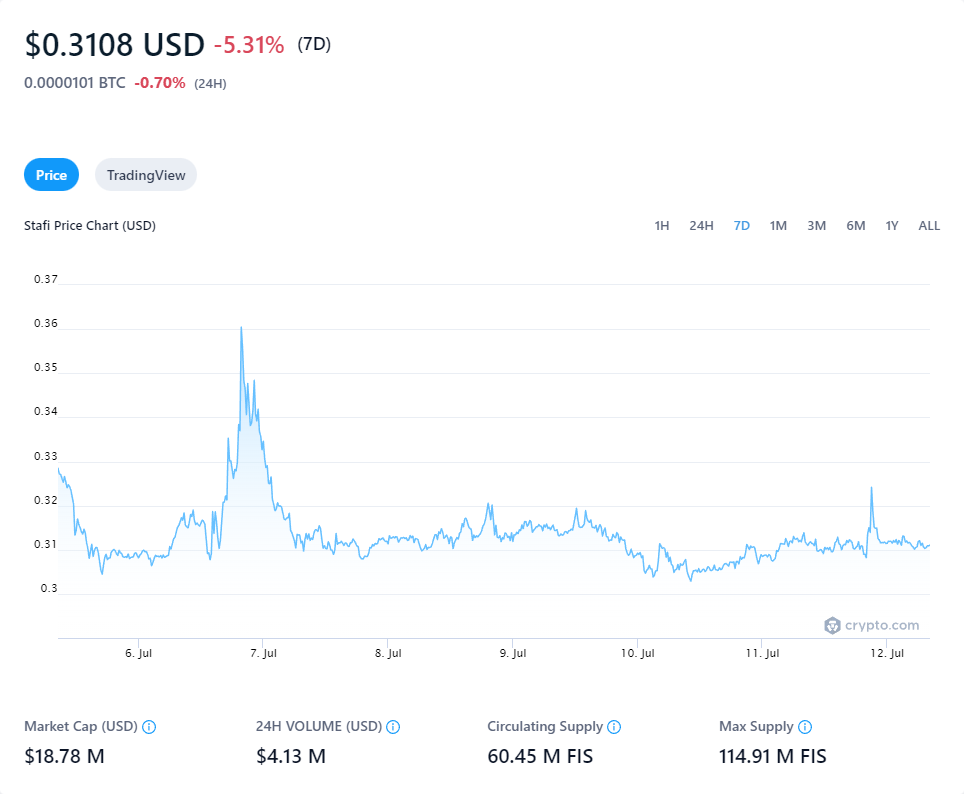 $0.3108 USD -5.31% (7D)
0.0000101 BTC -0.70% (24H)
Price TradingView
Stafi Price Chart (USD) 1H 24H 7D 1M 3M 6M 1Y ALL
0.37
0.36
0.35
0.34
0.33
0.32
0.31
0.3
crypto.com
6. Jul 7. Jul 8. Jul 9. Jul 10. Jul 11. Jul 12. Jul
Market Cap (USD) 24H VOLUME (USD) Circulating Supply Max Supply
$18.78 M $4.13 M 60.45 M FIS 114.91 M FIS